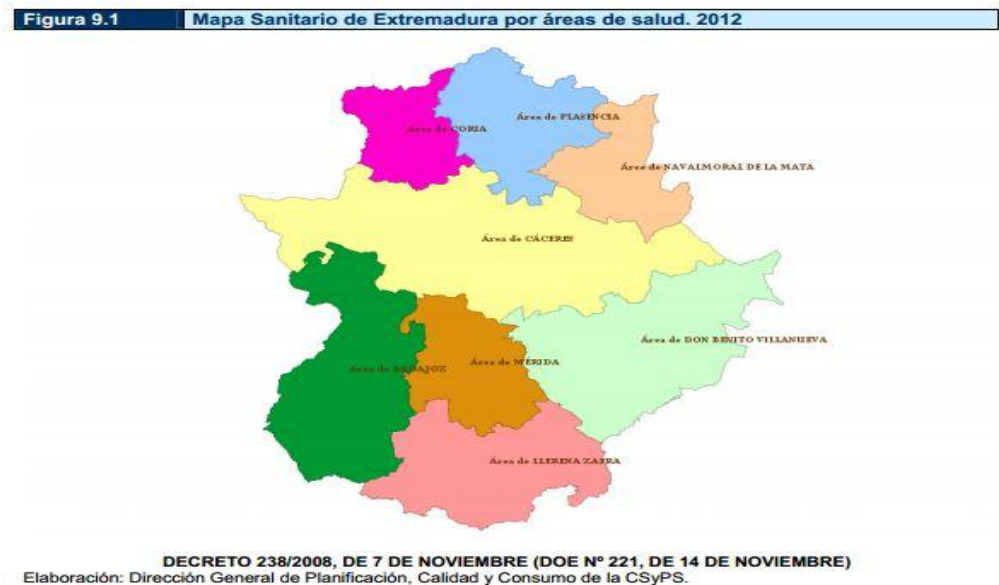 Figura 9.1 Mapa Sanitario de Extremadura por áreas de salud. 2012
Área de PLASENCIA
Área de CORIA
Área de NAVALMORAL DE LA MATA
Área de CÁCERES
Área de DON BENITO VILLANUEVA
Área de MÉRIDA
Área de BADAJOZ
Área de LLERENA ZAFRA
DECRETO 238/2008, DE 7 DE NOVIEMBRE (DOE Nº 221, DE 14 DE NOVIEMBRE)
Elaboración: Dirección General de Planificación, Calidad y Consumo de la CSyPS.